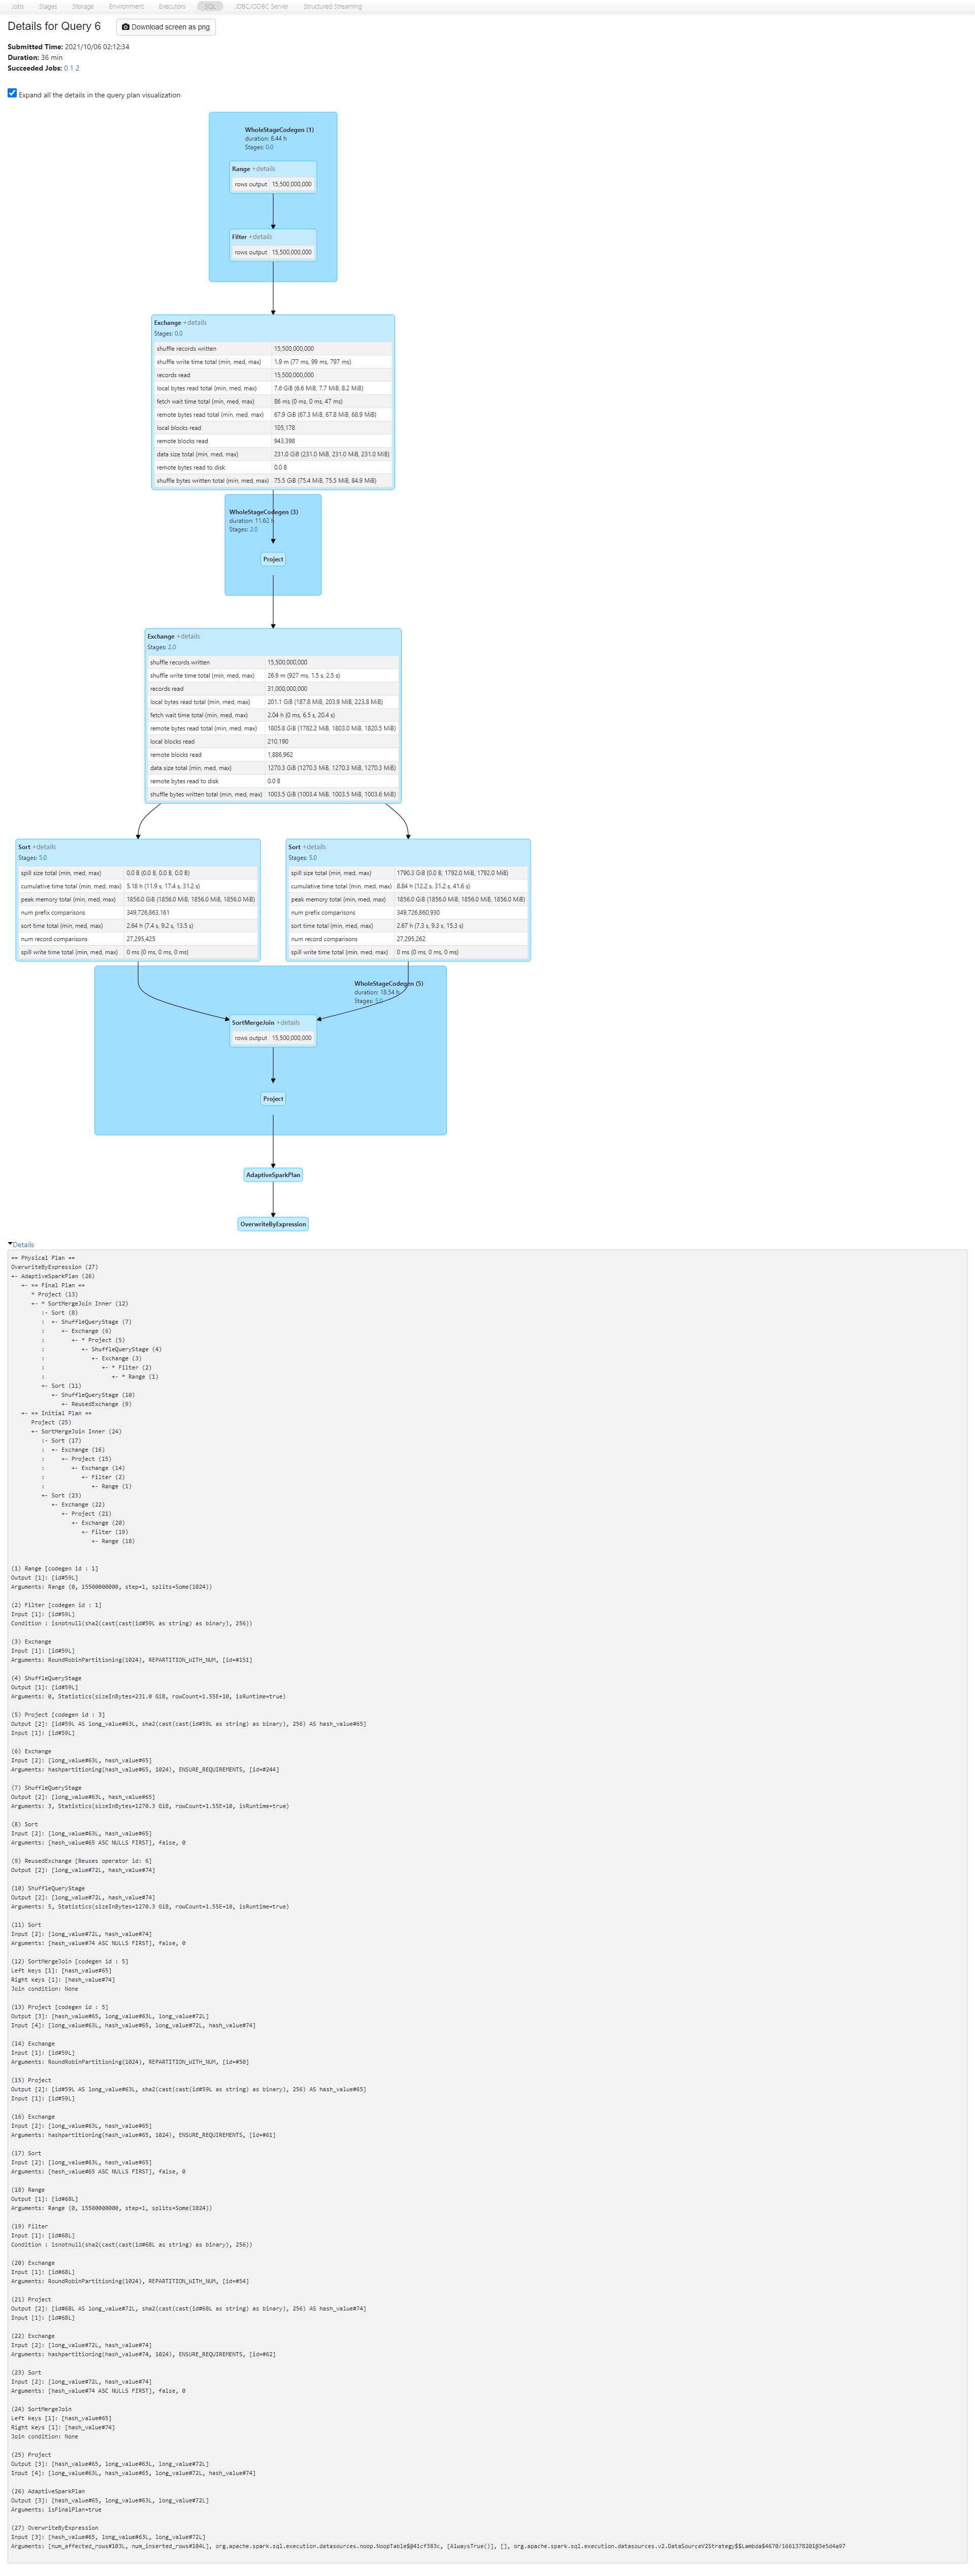 Jobs Stages Storage Environment Executors SQL JDBC/ODBC Server Structured Streaming
Details for Query 6 Download screen as png
Submitted Time: 2021/10/06 02:12:34
Duration: 36 min
Succeeded Jobs: 0 1 2
Expand all the details in the query plan visualization
WholeStageCodegen (1)
duration: 8.44 h
Stages: 0.0
Range +details
rows output 15,500,000,000
Filter +details
rows output 15,500,000,000
Exchange +details
Stages: 0.0
shuffle records written 15,500,000,000
shuffle write time total (min, med, max) 1.9 m (77 ms, 99 ms, 797 ms)
records read 15,500,000,000
local bytes read total (min, med, max) 7.6 GiB (6.6 MiB, 7.7 MiB, 8.2 MiB)
fetch wait time total (min, med, max) 86 ms (0 ms, 0 ms, 47 ms)
remote bytes read total (min, med, max) 67.9 GiB (67.3 MiB, 67.8 MiB, 68.9 MiB)
local blocks read 105,178
remote blocks read 943,398
data size total (min, med, max) 231.0 GiB (231.0 MiB, 231.0 MiB, 231.0 MiB)
remote bytes read to disk 0.0 B
shuffle bytes written total (min, med, max) 75.5 GiB (75.4 MiB, 75.5 MiB, 84.9 MiB)
WholeStageCodegen (3)
duration: 11.62 h
Stages: 2.0
Project
Exchange +details
Stages: 2.0
shuffle records written 15,500,000,000
shuffle write time total (min, med, max) 26.9 m (927 ms, 1.5 s, 2.5 s)
records read 31,000,000,000
local bytes read total (min, med, max) 201.1 GiB (187.8 MiB, 203.9 MiB, 223.8 MiB)
fetch wait time total (min, med, max) 2.04 h (0 ms, 6.5 s, 20.4 s)
remote bytes read total (min, med, max) 1805.8 GiB (1782.2 MiB, 1803.0 MiB, 1820.5 MiB)
local blocks read 210,190
remote blocks read 1,886,962
data size total (min, med, max) 1270.3 GiB (1270.3 MiB, 1270.3 MiB, 1270.3 MiB)
remote bytes read to disk 0.0 B
shuffle bytes written total (min, med, max) 1003.5 GiB (1003.4 MiB, 1003.5 MiB, 1003.6 MiB)
Sort +details
Stages: 5.0
spill size total (min, med, max) 0.0 B (0.0 B, 0.0 B, 0.0 B)
cumulative time total (min, med, max) 5.18 h (11.9 s, 17.4 s, 31.2 s)
peak memory total (min, med, max) 1856.0 GiB (1856.0 MiB, 1856.0 MiB, 1856.0 MiB)
num prefix comparisons 349,726,863,161
sort time total (min, med, max) 2.64 h (7.4 s, 9.2 s, 13.5 s)
num record comparisons 27,295,425
spill write time total (min, med, max) 0 ms (0 ms, 0 ms, 0 ms)
Sort +details
Stages: 5.0
spill size total (min, med, max) 1790.3 GiB (0.0 B, 1792.0 MiB, 1792.0 MiB)
cumulative time total (min, med, max) 8.84 h (12.2 s, 31.2 s, 41.6 s)
peak memory total (min, med, max) 1856.0 GiB (1856.0 MiB, 1856.0 MiB, 1856.0 MiB)
num prefix comparisons 349,726,860,930
sort time total (min, med, max) 2.67 h (7.3 s, 9.3 s, 15.3 s)
num record comparisons 27,295,262
spill write time total (min, med, max) 0 ms (0 ms, 0 ms, 0 ms)
WholeStageCodegen (5)
duration: 18.54 h
Stages: 5.0
SortMergeJoin +details
rows output 15,500,000,000
Project
AdaptiveSparkPlan
OverwriteByExpression
Details
== Physical Plan ==
OverwriteByExpression (27)
+- AdaptiveSparkPlan (26)
+- == Final Plan ==
* Project (13)
+- * SortMergeJoin Inner (12)
:- Sort (8)
: +- ShuffleQueryStage (7)
: +- Exchange (6)
: +- * Project (5)
: +- ShuffleQueryStage (4)
: +- Exchange (3)
: +- * Filter (2)
: +- * Range (1)
+- Sort (11)
+- ShuffleQueryStage (10)
+- ReusedExchange (9)
+- == Initial Plan ==
Project (25)
+- SortMergeJoin Inner (24)
:- Sort (17)
: +- Exchange (16)
: +- Project (15)
: +- Exchange (14)
: +- Filter (2)
: +- Range (1)
+- Sort (23)
+- Exchange (22)
+- Project (21)
+- Exchange (20)
+- Filter (19)
+- Range (18)
(1) Range [codegen id : 1]
Output [1]: [id#59L]
Arguments: Range (0, 15500000000, step=1, splits=Some(1024))
(2) Filter [codegen id : 1]
Input [1]: [id#59L]
Condition : isnotnull(sha2(cast(cast(id#59L as string) as binary), 256))
(3) Exchange
Input [1]: [id#59L]
Arguments: RoundRobinPartitioning(1024), REPARTITION_WITH_NUM, [id=#151]
(4) ShuffleQueryStage
Output [1]: [id#59L]
Arguments: 0, Statistics(sizeInBytes=231.0 GiB, rowCount=1.55E+10, isRuntime=true)
(5) Project [codegen id : 3]
Output [2]: [id#59L AS long_value#63L, sha2(cast(cast(id#59L as string) as binary), 256) AS hash_value#65]
Input [1]: [id#59L]
(6) Exchange
Input [2]: [long_value#63L, hash_value#65]
Arguments: hashpartitioning(hash_value#65, 1024), ENSURE_REQUIREMENTS, [id=#244]
(7) ShuffleQueryStage
Output [2]: [long_value#63L, hash_value#65]
Arguments: 3, Statistics(sizeInBytes=1270.3 GiB, rowCount=1.55E+10, isRuntime=true)
(8) Sort
Input [2]: [long_value#63L, hash_value#65]
Arguments: [hash_value#65 ASC NULLS FIRST], false, 0
(9) ReusedExchange [Reuses operator id: 6]
Output [2]: [long_value#72L, hash_value#74]
(10) ShuffleQueryStage
Output [2]: [long_value#72L, hash_value#74]
Arguments: 5, Statistics(sizeInBytes=1270.3 GiB, rowCount=1.55E+10, isRuntime=true)
(11) Sort
Input [2]: [long_value#72L, hash_value#74]
Arguments: [hash_value#74 ASC NULLS FIRST], false, 0
(12) SortMergeJoin [codegen id : 5]
Left keys [1]: [hash_value#65]
Right keys [1]: [hash_value#74]
Join condition: None
(13) Project [codegen id : 5]
Output [3]: [hash_value#65, long_value#63L, long_value#72L]
Input [4]: [long_value#63L, hash_value#65, long_value#72L, hash_value#74]
(14) Exchange
Input [1]: [id#59L]
Arguments: RoundRobinPartitioning(1024), REPARTITION_WITH_NUM, [id=#50]
(15) Project
Output [2]: [id#59L AS long_value#63L, sha2(cast(cast(id#59L as string) as binary), 256) AS hash_value#65]
Input [1]: [id#59L]
(16) Exchange
Input [2]: [long_value#63L, hash_value#65]
Arguments: hashpartitioning(hash_value#65, 1024), ENSURE_REQUIREMENTS, [id=#61]
(17) Sort
Input [2]: [long_value#63L, hash_value#65]
Arguments: [hash_value#65 ASC NULLS FIRST], false, 0
(18) Range
Output [1]: [id#68L]
Arguments: Range (0, 15500000000, step=1, splits=Some(1024))
(19) Filter
Input [1]: [id#68L]
Condition : isnotnull(sha2(cast(cast(id#68L as string) as binary), 256))
(20) Exchange
Input [1]: [id#68L]
Arguments: RoundRobinPartitioning(1024), REPARTITION_WITH_NUM, [id=#54]
(21) Project
Output [2]: [id#68L AS long_value#72L, sha2(cast(cast(id#68L as string) as binary), 256) AS hash_value#74]
Input [1]: [id#68L]
(22) Exchange
Input [2]: [long_value#72L, hash_value#74]
Arguments: hashpartitioning(hash_value#74, 1024), ENSURE_REQUIREMENTS, [id=#62]
(23) Sort
Input [2]: [long_value#72L, hash_value#74]
Arguments: [hash_value#74 ASC NULLS FIRST], false, 0
(24) SortMergeJoin
Left keys [1]: [hash_value#65]
Right keys [1]: [hash_value#74]
Join condition: None
(25) Project
Output [3]: [hash_value#65, long_value#63L, long_value#72L]
Input [4]: [long_value#63L, hash_value#65, long_value#72L, hash_value#74]
(26) AdaptiveSparkPlan
Output [3]: [hash_value#65, long_value#63L, long_value#72L]
Arguments: isFinalPlan=true
(27) OverwriteByExpression
Input [3]: [hash_value#65, long_value#63L, long_value#72L]
Arguments: [num_affected_rows#103L, num_inserted_rows#104L], org.apache.spark.sql.execution.datasources.noop.NoopTable$@41cf383c, [AlwaysTrue()], [], org.apache.spark.sql.execution.datasources.v2.DataSourceV2Strategy$$Lambda$4670/1661378201@3e5d4a97